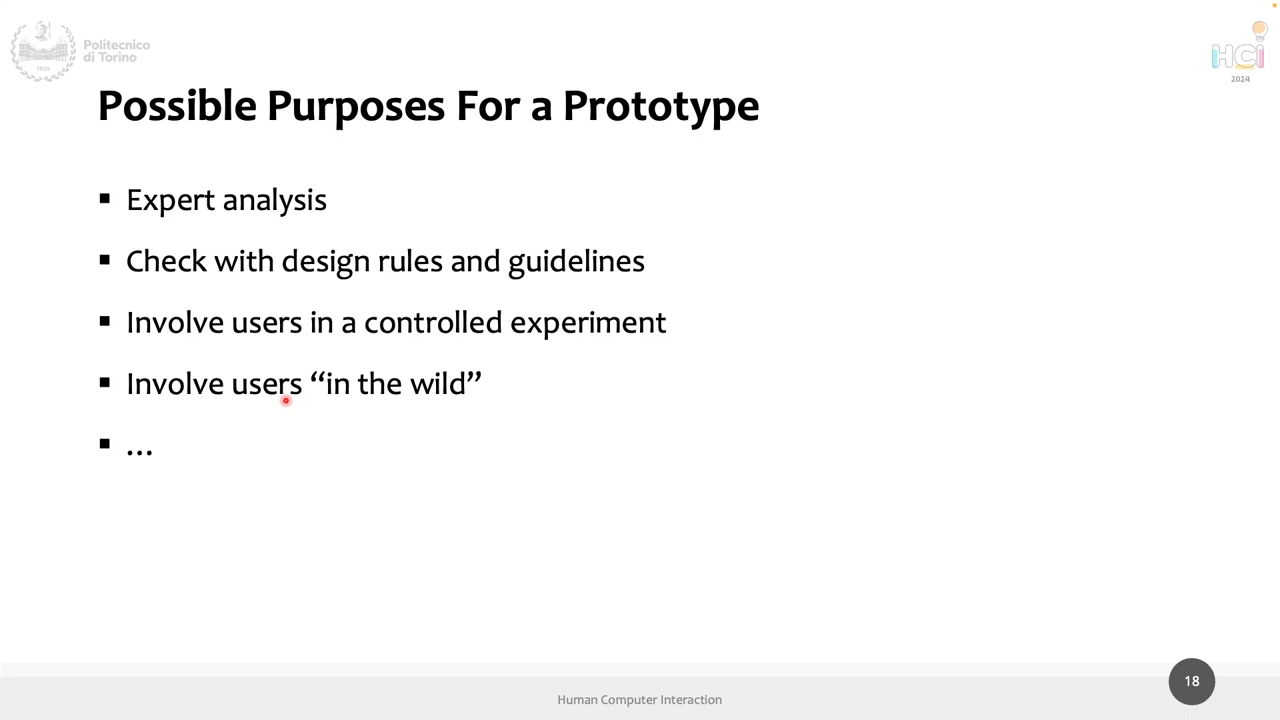 Politecnico
di Torino
1859
HCI
2024
Possible Purposes For a Prototype
▪ Expert analysis
▪ Check with design rules and guidelines
▪ Involve users in a controlled experiment
▪ Involve users “in the wild”
▪ …
Human Computer Interaction
18